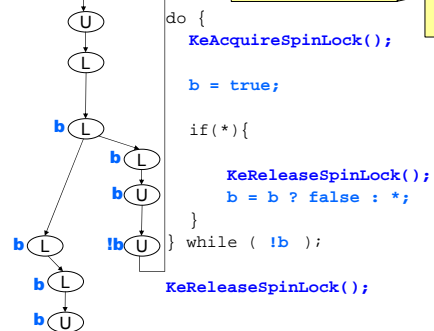 U
do {
KeAcquireSpinLock();
L
b = true;
b L
if(*){
b L
KeReleaseSpinLock();
b U
b = b ? false : *;
}
b L
!b U
} while ( !b );
b L
KeReleaseSpinLock();
b U